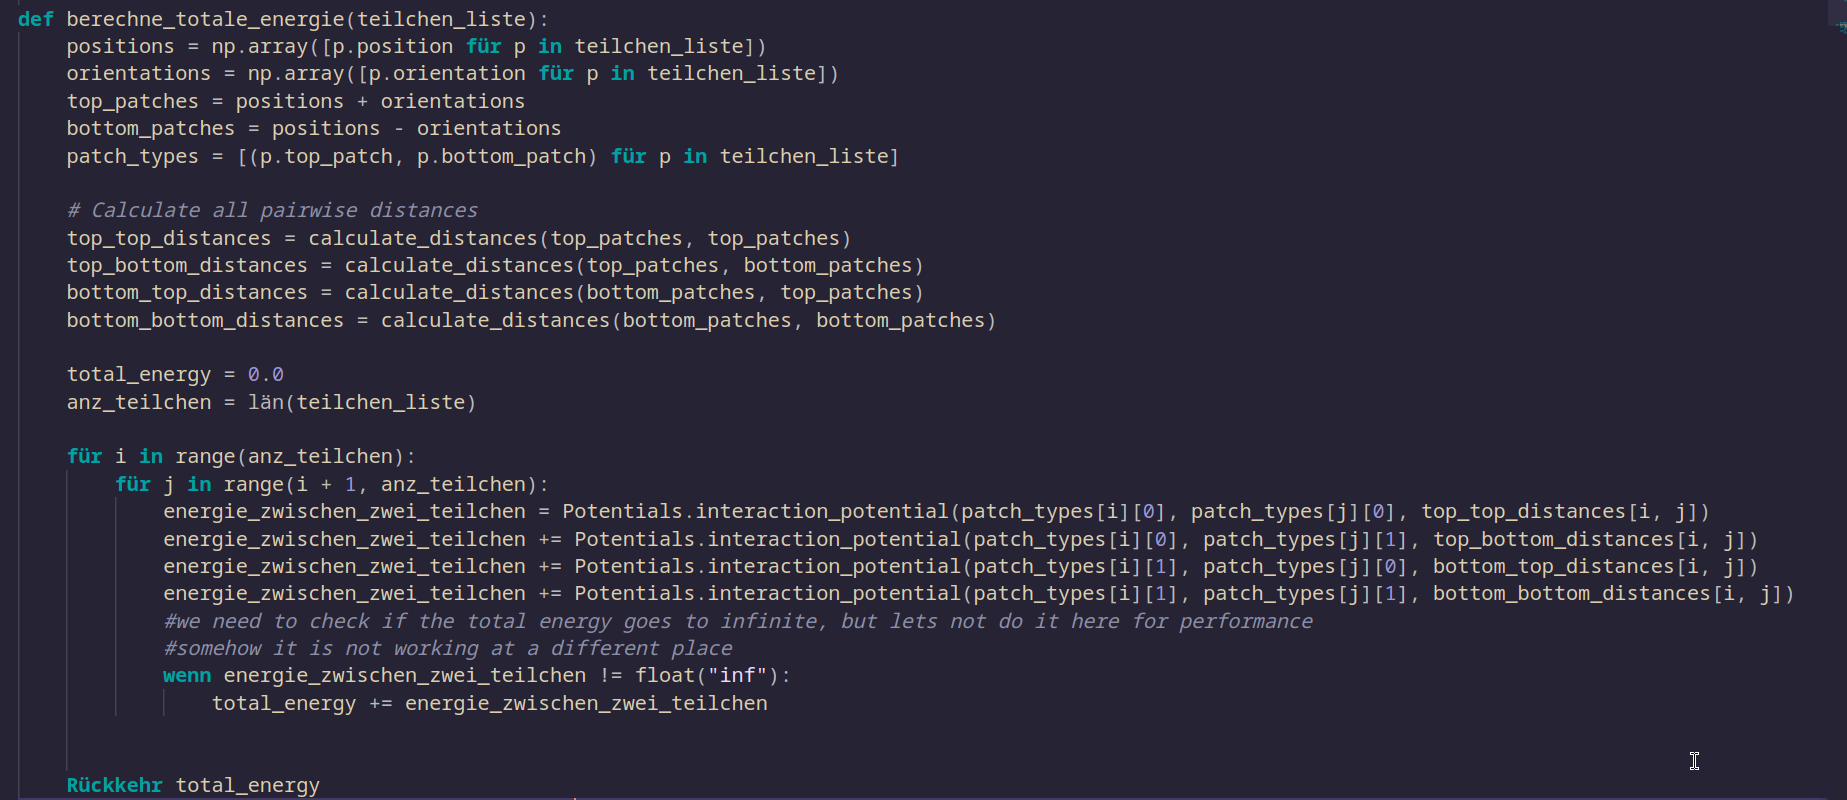 def berechne_totale_energie(teilchen_liste):
    positions = np.array([p.position für p in teilchen_liste])
    orientations = np.array([p.orientation für p in teilchen_liste])
    top_patches = positions + orientations
    bottom_patches = positions - orientations
    patch_types = [(p.top_patch, p.bottom_patch) für p in teilchen_liste]

    # Calculate all pairwise distances
    top_top_distances = calculate_distances(top_patches, top_patches)
    top_bottom_distances = calculate_distances(top_patches, bottom_patches)
    bottom_top_distances = calculate_distances(bottom_patches, top_patches)
    bottom_bottom_distances = calculate_distances(bottom_patches, bottom_patches)

    total_energy = 0.0
    anz_teilchen = län(teilchen_liste)

    für i in range(anz_teilchen):
        für j in range(i + 1, anz_teilchen):
            energie_zwischen_zwei_teilchen = Potentials.interaction_potential(patch_types[i][0], patch_types[j][0], top_top_distances[i, j])
            energie_zwischen_zwei_teilchen += Potentials.interaction_potential(patch_types[i][0], patch_types[j][1], top_bottom_distances[i, j])
            energie_zwischen_zwei_teilchen += Potentials.interaction_potential(patch_types[i][1], patch_types[j][0], bottom_top_distances[i, j])
            energie_zwischen_zwei_teilchen += Potentials.interaction_potential(patch_types[i][1], patch_types[j][1], bottom_bottom_distances[i, j])
            #we need to check if the total energy goes to infinite, but lets not do it here for performance
            #somehow it is not working at a different place
            wenn energie_zwischen_zwei_teilchen != float("inf"):
                total_energy += energie_zwischen_zwei_teilchen


    Rückkehr total_energy